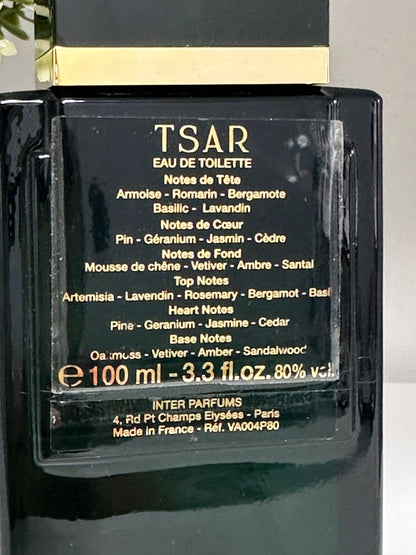 TSAR
EAU DE TOILETTE
Notes de Tête
Armoise - Romarin - Bergamote
Basilic - Lavandin
Notes de Cœur
Pin - Géranium - Jasmin - Cèdre
Notes de Fond
Mousse de chêne - Vetiver - Ambre - Santal
Top Notes
Artemisia - Lavendin - Rosemary - Bergamot - Basil
Heart Notes
Pine - Geranium - Jasmine - Cedar
Base Notes
Oakmoss - Vetiver - Amber - Sandalwood
℮ 100 ml - 3.3 fl.oz. 80% vol.
INTER PARFUMS
4, Rd Pt Champs Elysées - Paris
Made in France - Réf. VA004P80